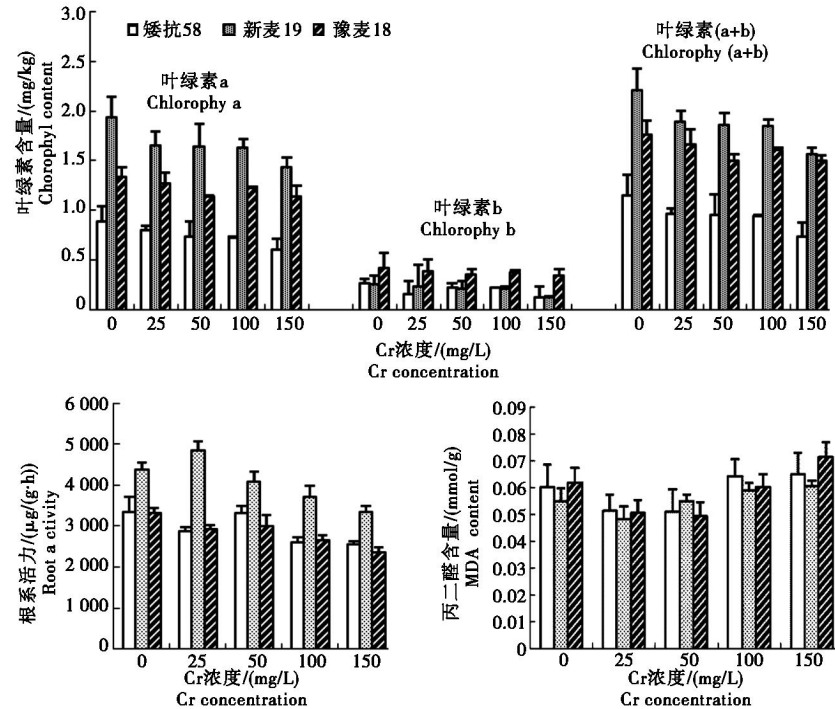 矮抗58 新麦19 豫麦18
叶绿素含量/(mg/kg)
Chorophyl content
3.0
2.5
2.0
1.5
1.0
0.5
0
叶绿素a
Chlorophy a
叶绿素b
Chlorophy b
叶绿素(a+b)
Chlorophy (a+b)
0 25 50 100 150 0 25 50 100 150 0 25 50 100 150
Cr浓度/(mg/L)
Cr concentration
根系活力/(μg/(g·h))
Root a ctivity
6 000
5 000
4 000
3 000
2 000
1 000
0
0 25 50 100 150
Cr浓度/(mg/L)
Cr concentration
丙二醛含量/(mmol/g)
MDA content
0.09
0.08
0.07
0.06
0.05
0.04
0.03
0.02
0.01
0.00
0 25 50 100 150
Cr浓度/(mg/L)
Cr concentration